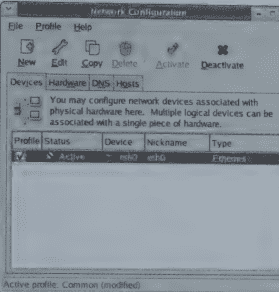 Network Configuration
File Profile Help
New Edit Copy Delete Activate Deactivate
Devices Hardware DNS Hosts
You may configure network devices associated with
physical hardware here. Multiple logical devices can be
associated with a single piece of hardware.
Profile Status Device Nickname Type
Active eth0 eth0 Ethernet
Active profile: Common (modified)